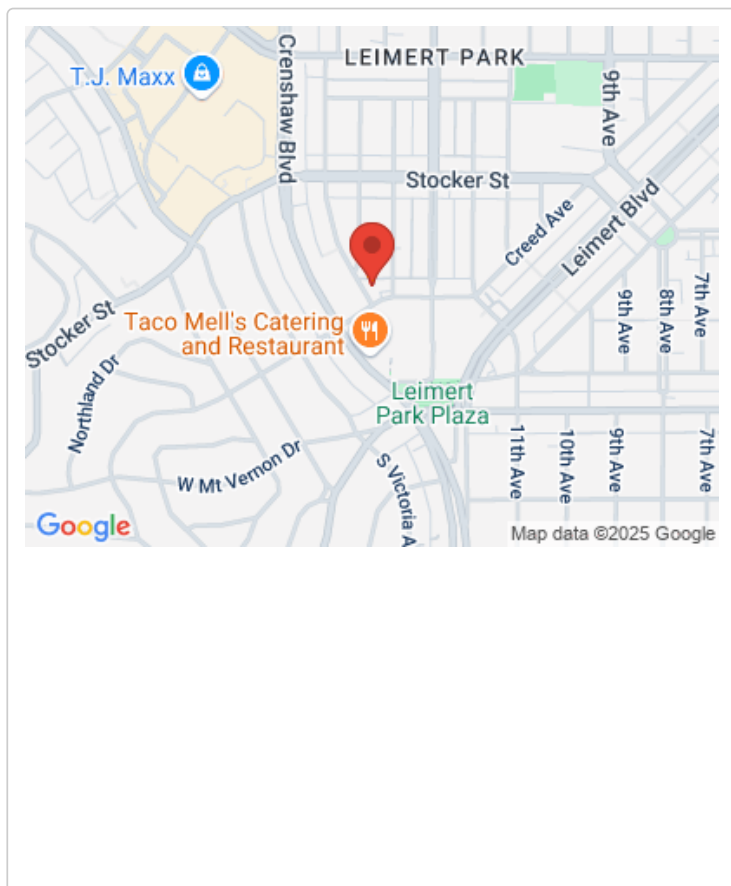 LEIMERT PARK
T.J. Maxx
Crenshaw Blvd
9th Ave
Stocker St
Creed Ave
Leimert Blvd
Stocker St
Taco Mell's Catering
and Restaurant
9th Ave
8th Ave
7th Ave
Northland Dr
Leimert
Park Plaza
W Mt Vernon Dr
S Victoria A
11th Ave
10th Ave
9th Ave
7th Ave
Google
Map data ©2025 Google